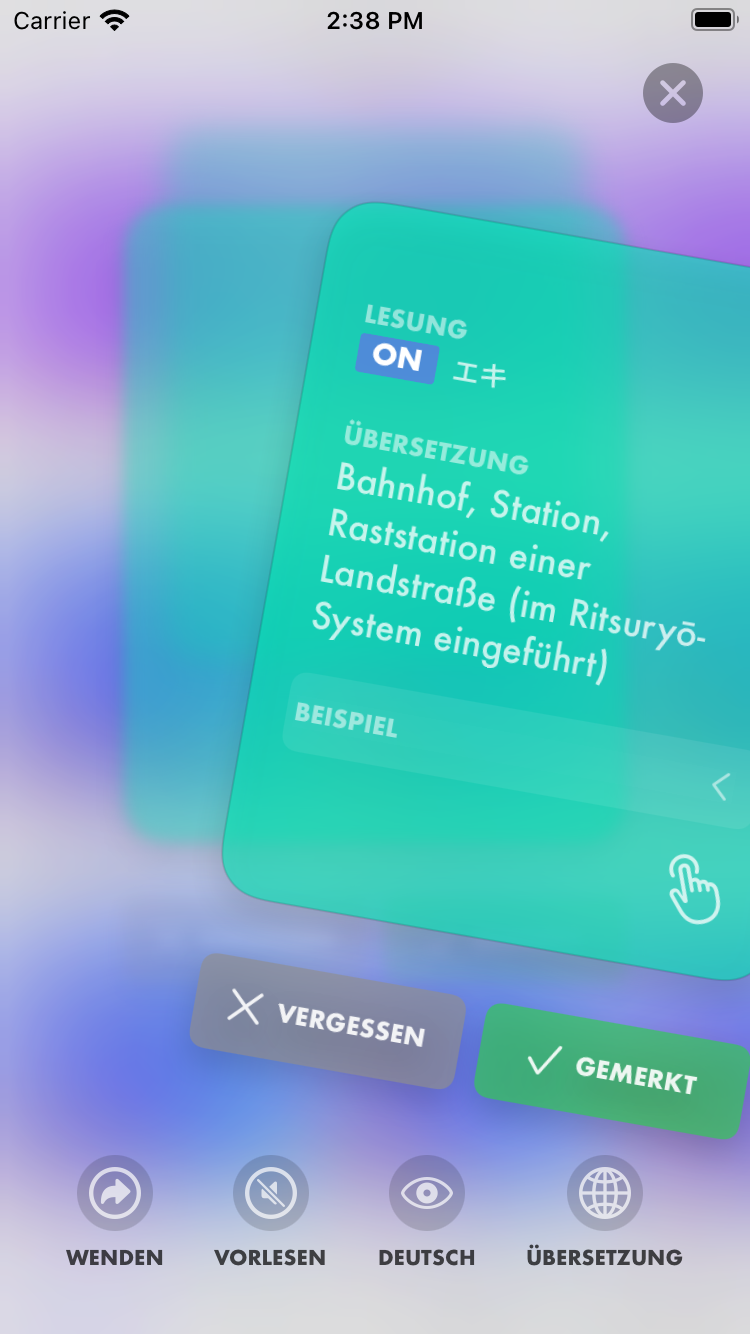 Carrier
2:38 PM
LESUNG
ON エキ
ÜBERSETZUNG
Bahnhof, Station,
Raststation einer
Landstraße (im Ritsuryō-
System eingeführt)
BEISPIEL
VERGESSEN
GEMERKT
WENDEN
VORLESEN
DEUTSCH
ÜBERSETZUNG